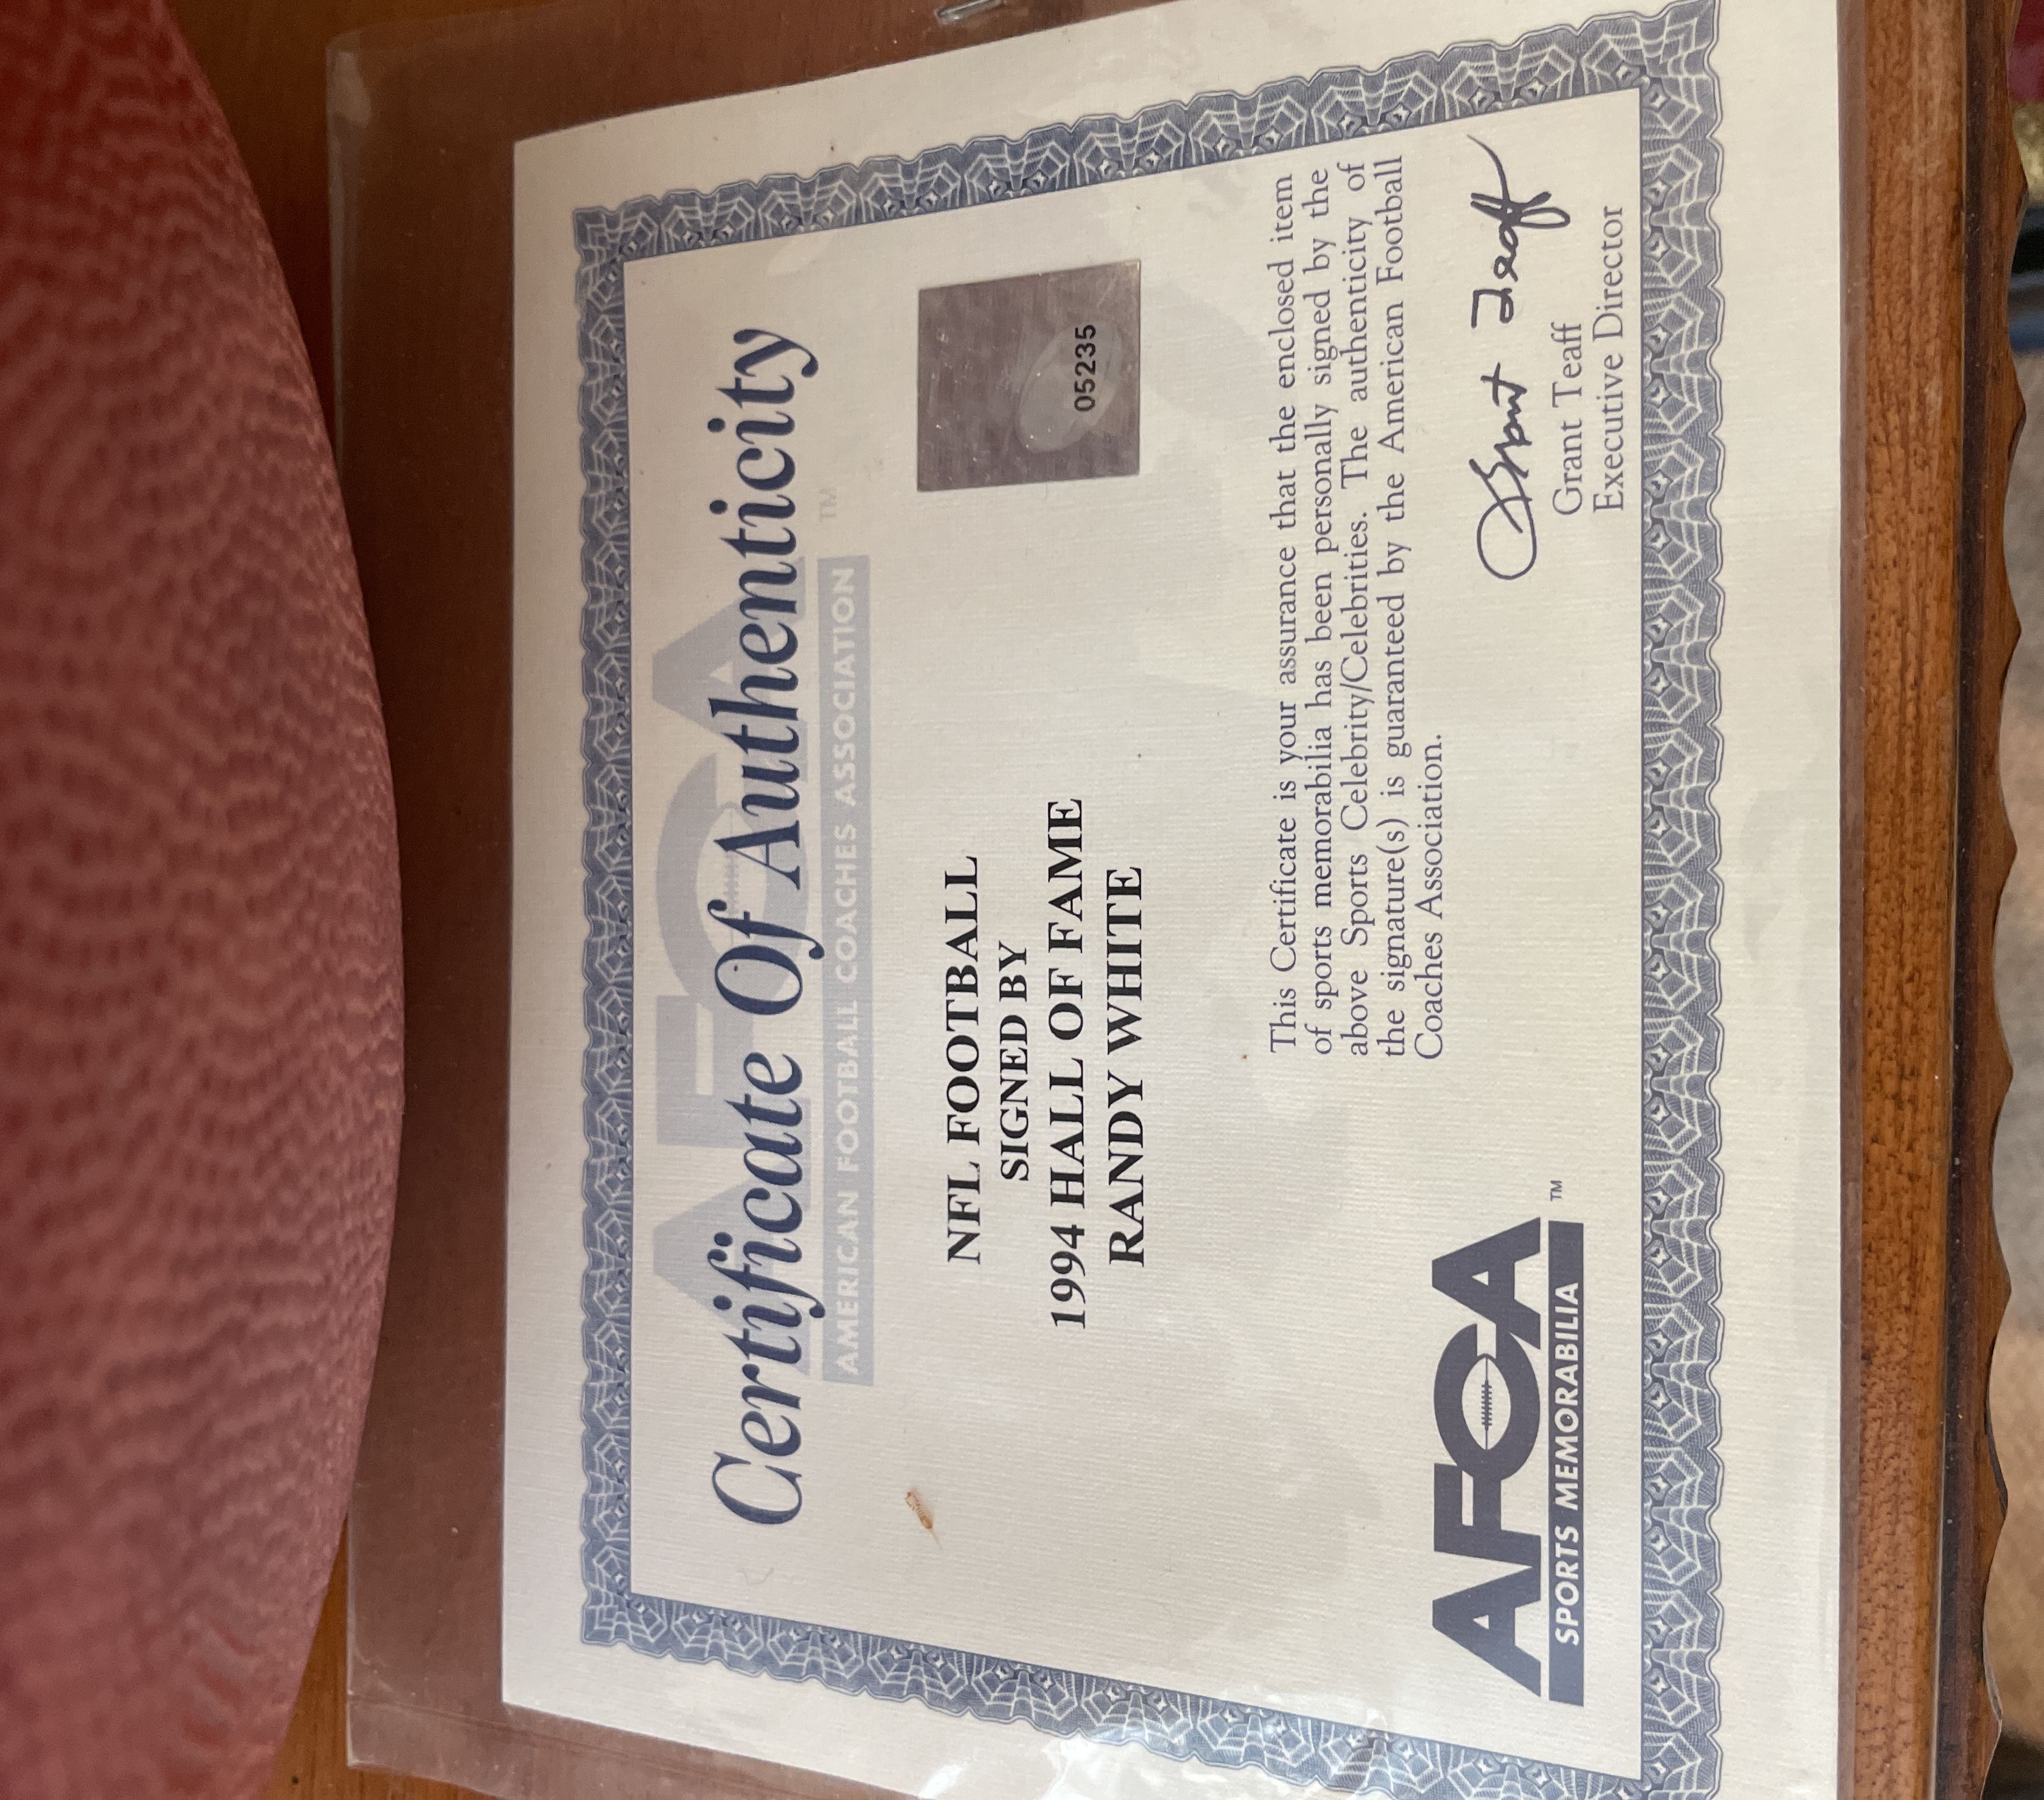 Certificate Of Authenticity
AFCA TM
AMERICAN FOOTBALL COACHES ASSOCIATION
NFL FOOTBALL
SIGNED BY
1994 HALL OF FAME
RANDY WHITE
05235
This Certificate is your assurance that the enclosed item
of sports memorabilia has been personally signed by the
above Sports Celebrity/Celebrities. The authenticity of
the signature(s) is guaranteed by the American Football
Coaches Association.
Grant Teaff
Grant Teaff
Executive Director
AFCA TM
SPORTS MEMORABILIA